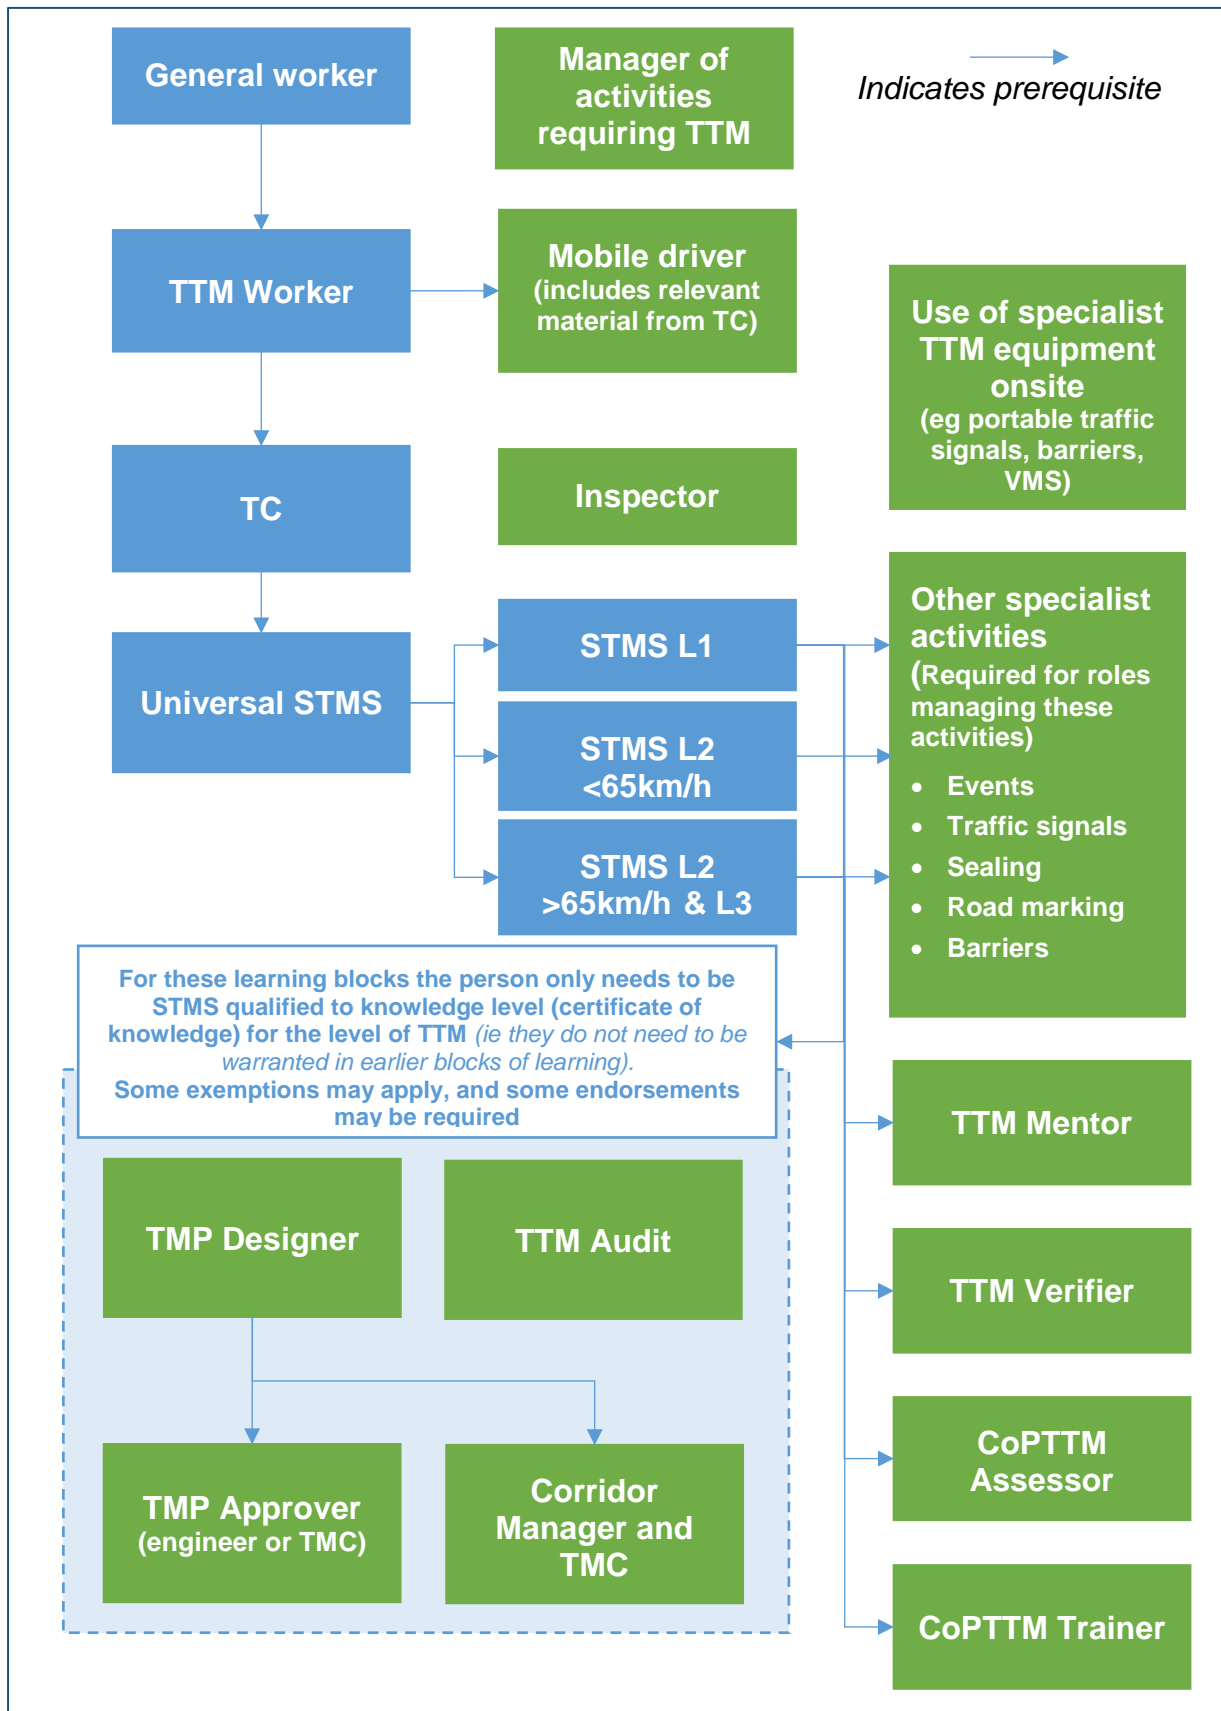 General worker
Manager of
activities
requiring TTM
Indicates prerequisite
TTM Worker
Mobile driver
(includes relevant
material from TC)
Use of specialist
TTM equipment
onsite
(eg portable traffic
signals, barriers,
VMS)
TC
Inspector
Universal STMS
STMS L1
STMS L2
<65km/h
STMS L2
>65km/h & L3
Other specialist
activities
(Required for roles
managing these
activities)
• Events
• Traffic signals
• Sealing
• Road marking
• Barriers
For these learning blocks the person only needs to be
STMS qualified to knowledge level (certificate of
knowledge) for the level of TTM (ie they do not need to be
warranted in earlier blocks of learning).
Some exemptions may apply, and some endorsements
may be required
TMP Designer
TTM Audit
TMP Approver
(engineer or TMC)
Corridor
Manager and
TMC
TTM Mentor
TTM Verifier
CoPTTM
Assessor
CoPTTM Trainer